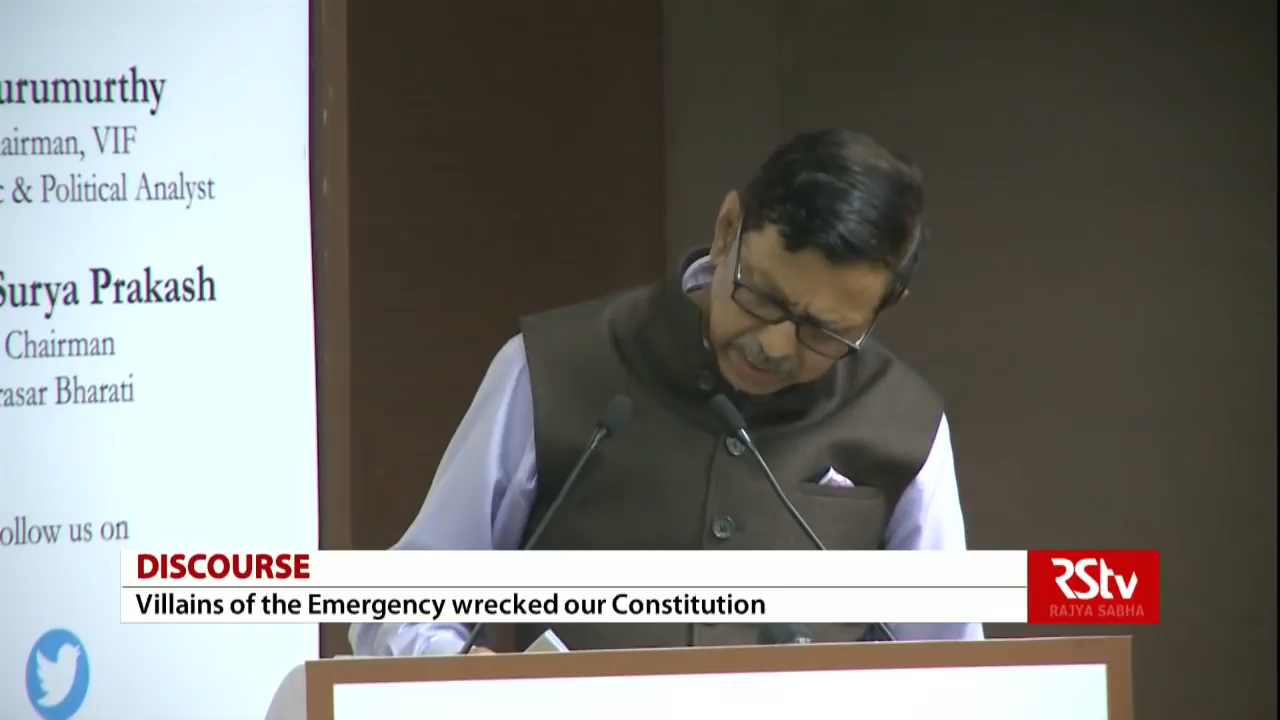 urumurthy
airman, VIF
c & Political Analyst
Surya Prakash
Chairman
rasar Bharati
ollow us on
DISCOURSE
Villains of the Emergency wrecked our Constitution
RSTV
RAJYA SABHA